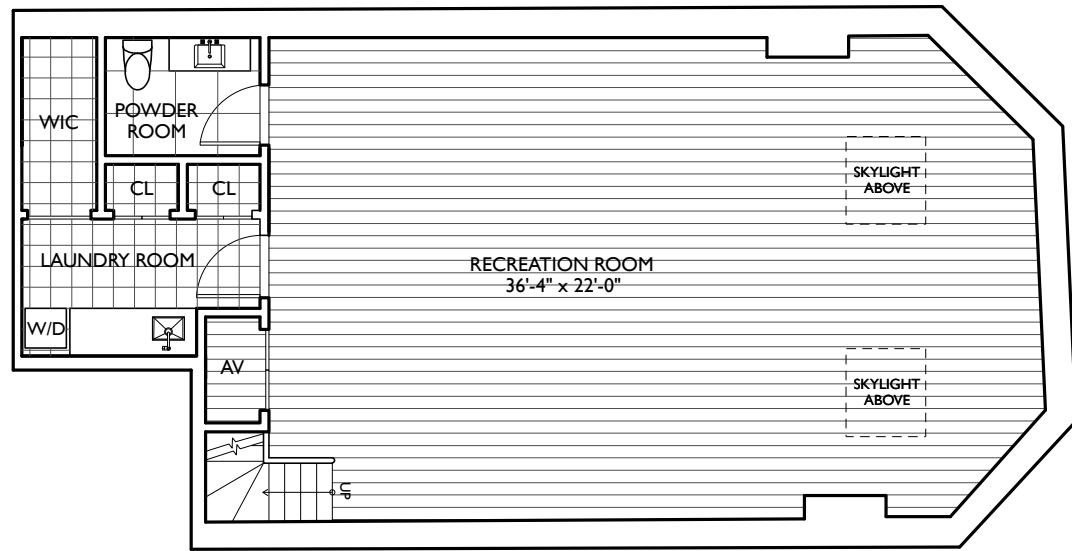 WIC
POWDER
ROOM
CL
CL
SKYLIGHT
ABOVE
LAUNDRY ROOM
RECREATION ROOM
36'-4" x 22'-0"
W/D
AV
SKYLIGHT
ABOVE
UP